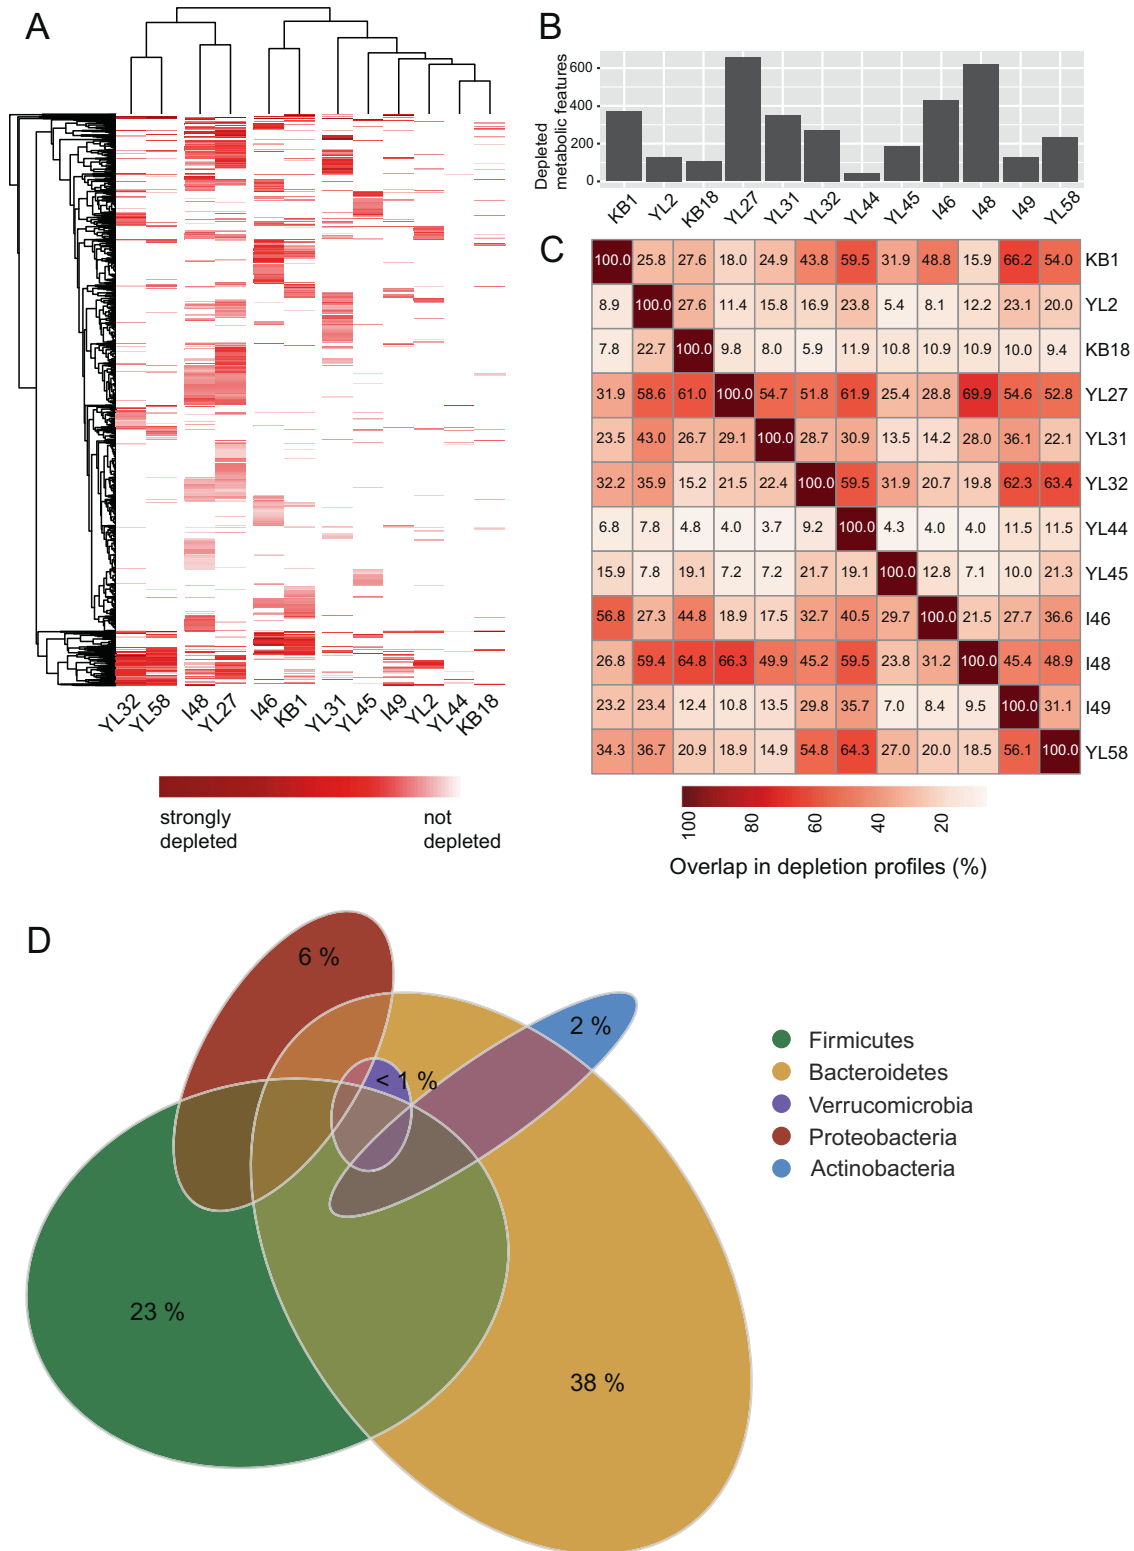 A
YL32 YL58 I48 YL27 I46 KB1 YL31 YL45 I49 YL2 YL44 KB18
strongly depleted
not depleted
B
Depleted metabolic features
600
400
200
0
KB1 YL2 KB18 YL27 YL31 YL32 YL44 YL45 I46 I48 I49 YL58
C
100.0 25.8 27.6 18.0 24.9 43.8 59.5 31.9 48.8 15.9 66.2 54.0 KB1
8.9 100.0 27.6 11.4 15.8 16.9 23.8 5.4 8.1 12.2 23.1 20.0 YL2
7.8 22.7 100.0 9.8 8.0 5.9 11.9 10.8 10.9 10.9 10.0 9.4 KB18
31.9 58.6 61.0 100.0 54.7 51.8 61.9 25.4 28.8 69.9 54.6 52.8 YL27
23.5 43.0 26.7 29.1 100.0 28.7 30.9 13.5 14.2 28.0 36.1 22.1 YL31
32.2 35.9 15.2 21.5 22.4 100.0 59.5 31.9 20.7 19.8 62.3 63.4 YL32
6.8 7.8 4.8 4.0 3.7 9.2 100.0 4.3 4.0 4.0 11.5 11.5 YL44
15.9 7.8 19.1 7.2 7.2 21.7 19.1 100.0 12.8 7.1 10.0 21.3 YL45
56.8 27.3 44.8 18.9 17.5 32.7 40.5 29.7 100.0 21.5 27.7 36.6 I46
26.8 59.4 64.8 66.3 49.9 45.2 59.5 23.8 31.2 100.0 45.4 48.9 I48
23.2 23.4 12.4 10.8 13.5 29.8 35.7 7.0 8.4 9.5 100.0 31.1 I49
34.3 36.7 20.9 18.9 14.9 54.8 64.3 27.0 20.0 18.5 56.1 100.0 YL58
100 80 60 40 20
Overlap in depletion profiles (%)
D
6 %
2 %
< 1 %
23 %
38 %
Firmicutes
Bacteroidetes
Verrucomicrobia
Proteobacteria
Actinobacteria